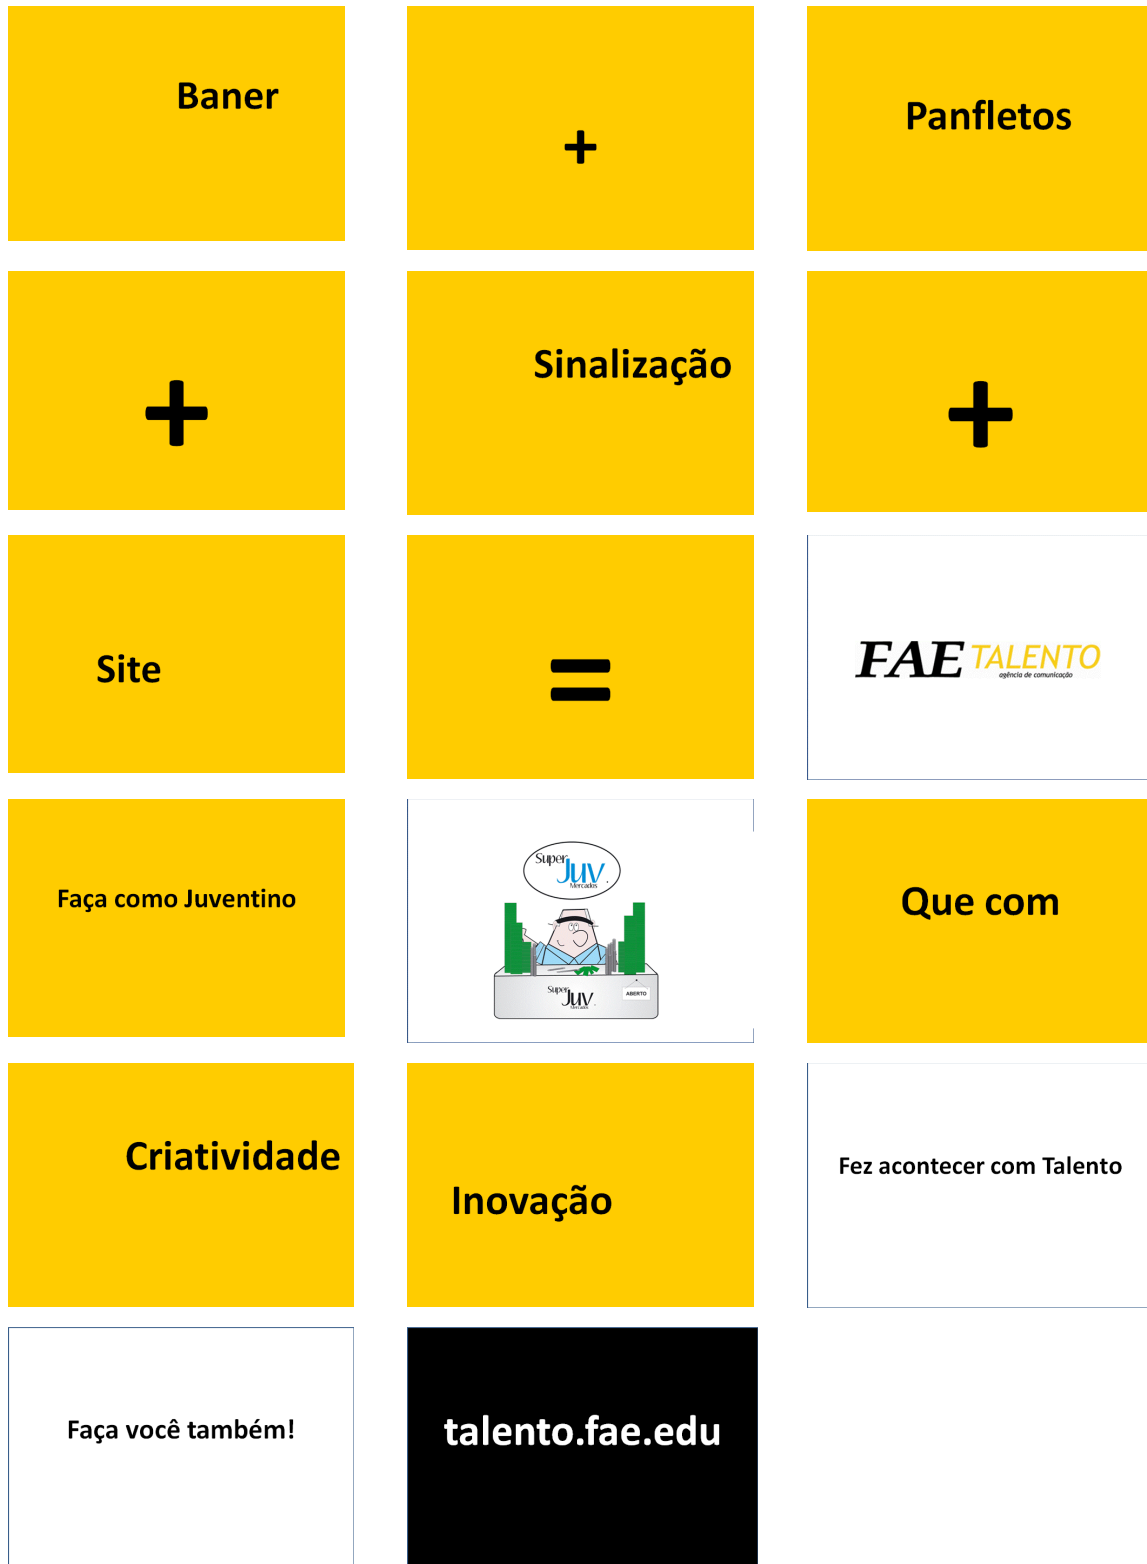 Baner
+
Panfletos
+
Sinalização
+
Site
=
FAE TALENTO
agência de comunicação
Faça como Juventino
Super
Juv.
Mercados
Super
Juv.
Mercados
ABERTO
Que com
Criatividade
Inovação
Fez acontecer com Talento
Faça você também!
talento.fae.edu